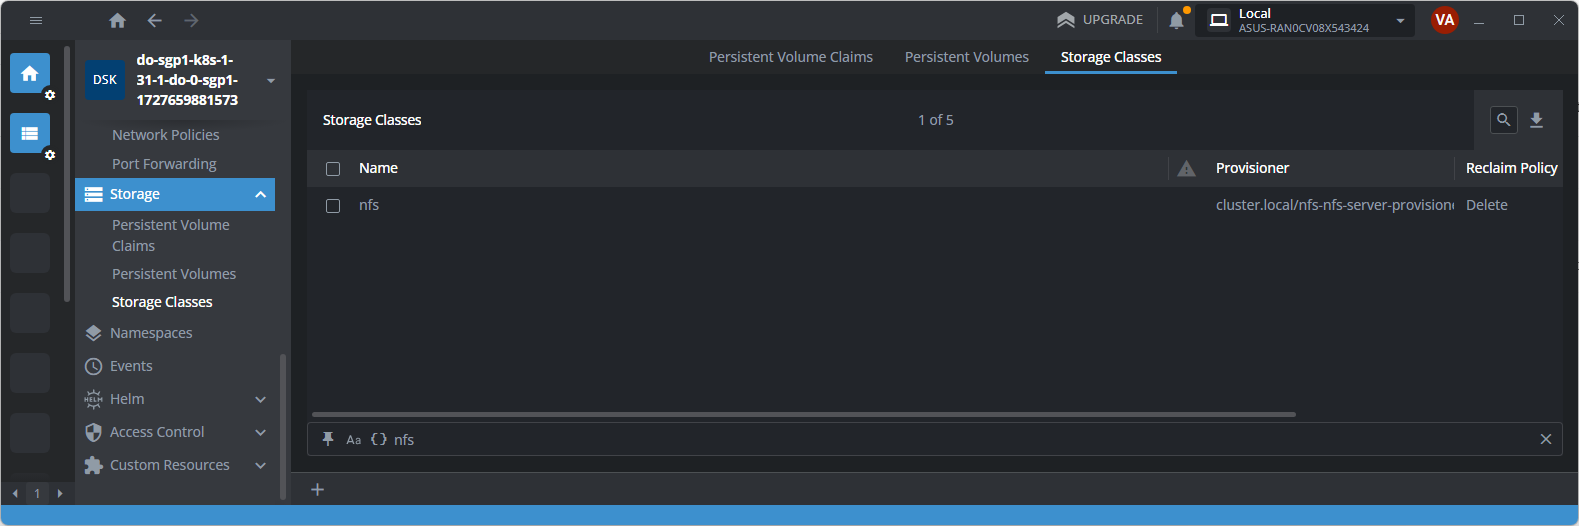 UPGRADE
Local
ASUS-RAN0CV08X543424
VA
DSK
do-sgp1-k8s-1-
31-1-do-0-sgp1-
1727659881573
Network Policies
Port Forwarding
Storage
Persistent Volume
Claims
Persistent Volumes
Storage Classes
Namespaces
Events
HELM
Helm
Access Control
Custom Resources
1
Persistent Volume Claims
Persistent Volumes
Storage Classes
Storage Classes
1 of 5
Name
Provisioner
Reclaim Policy
nfs
cluster.local/nfs-nfs-server-provisione
Delete
Aa
{}
nfs